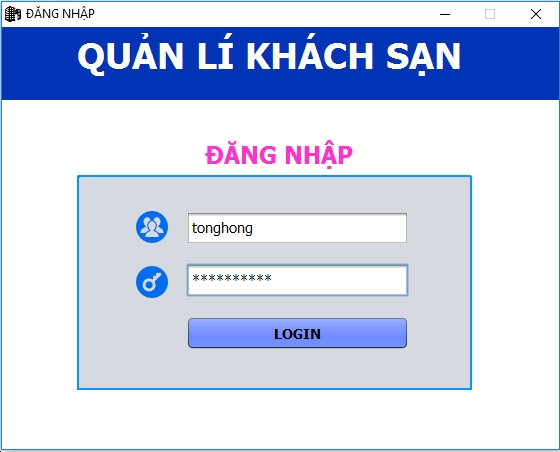 ĐĂNG NHẬP
QUẢN LÍ KHÁCH SẠN
ĐĂNG NHẬP
tonghong
**********
LOGIN